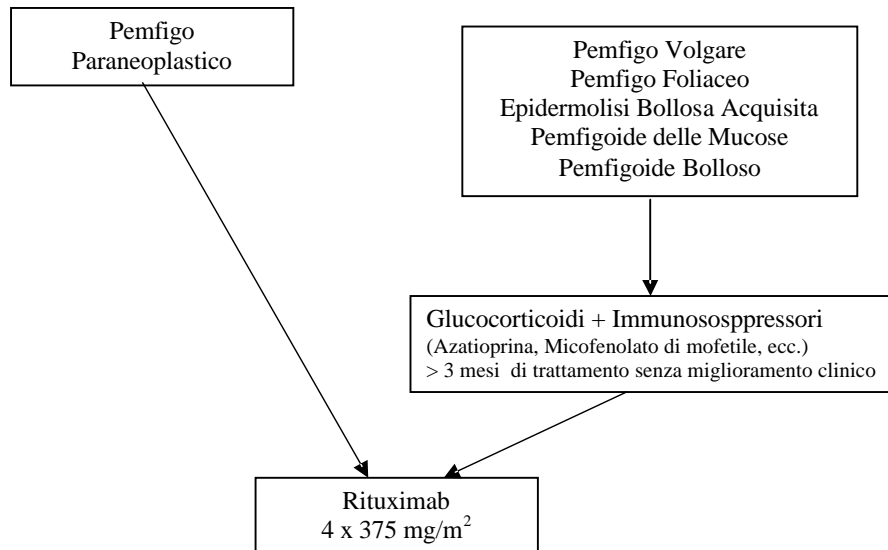 Pemfigo
Paraneoplastico
Pemfigo Volgare
Pemfigo Foliaceo
Epidermolisi Bollosa Acquisita
Pemfigoide delle Mucose
Pemfigoide Bolloso
Glucocorticoidi + Immunososppressori
(Azatioprina, Micofenolato di mofetile, ecc.)
> 3 mesi  di trattamento senza miglioramento clinico
Rituximab
4 x 375 mg/m²